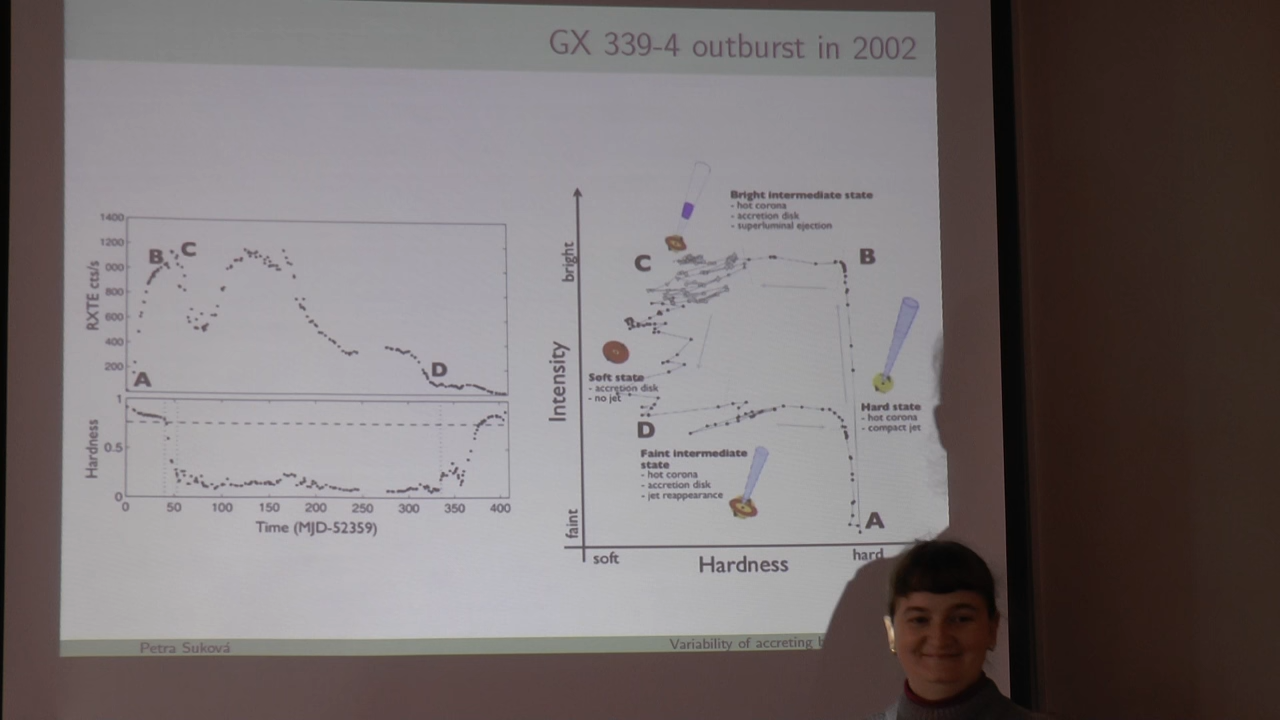 GX 339-4 outburst in 2002
1400
1200
000
800
600
400
200
RXTE cts/s
A
B
C
D
1
0.5
0
Hardness
0
50
100
150
200
250
300
350
400
Time (MJD-52359)
bright
Intensity
faint
Bright intermediate state
- hot corona
- accretion disk
- superluminal ejection
C
B
Soft state
- accretion disk
- no jet
Hard state
- hot corona
- compact jet
D
Faint intermediate
state
- hot corona
- accretion disk
- jet reappearance
A
soft
Hardness
hard
Petra Suková
Variability of accreting